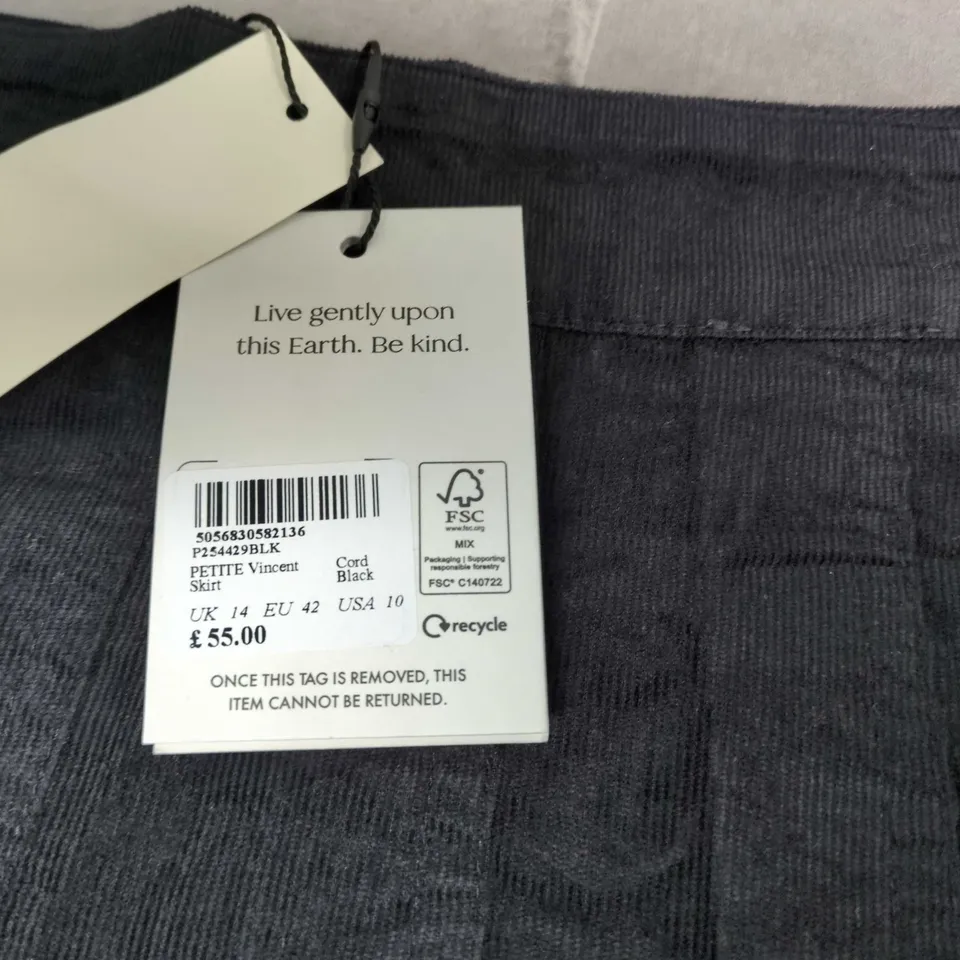 Live gently upon
this Earth. Be kind.
5056830582136
P254429BLK
PETITE Vincent Cord
Skirt Black
UK 14 EU 42 USA 10
£ 55.00
FSC
www.fsc.org
MIX
Packaging | Supporting
responsible forestry
FSC® C140722
recycle
ONCE THIS TAG IS REMOVED, THIS
ITEM CANNOT BE RETURNED.